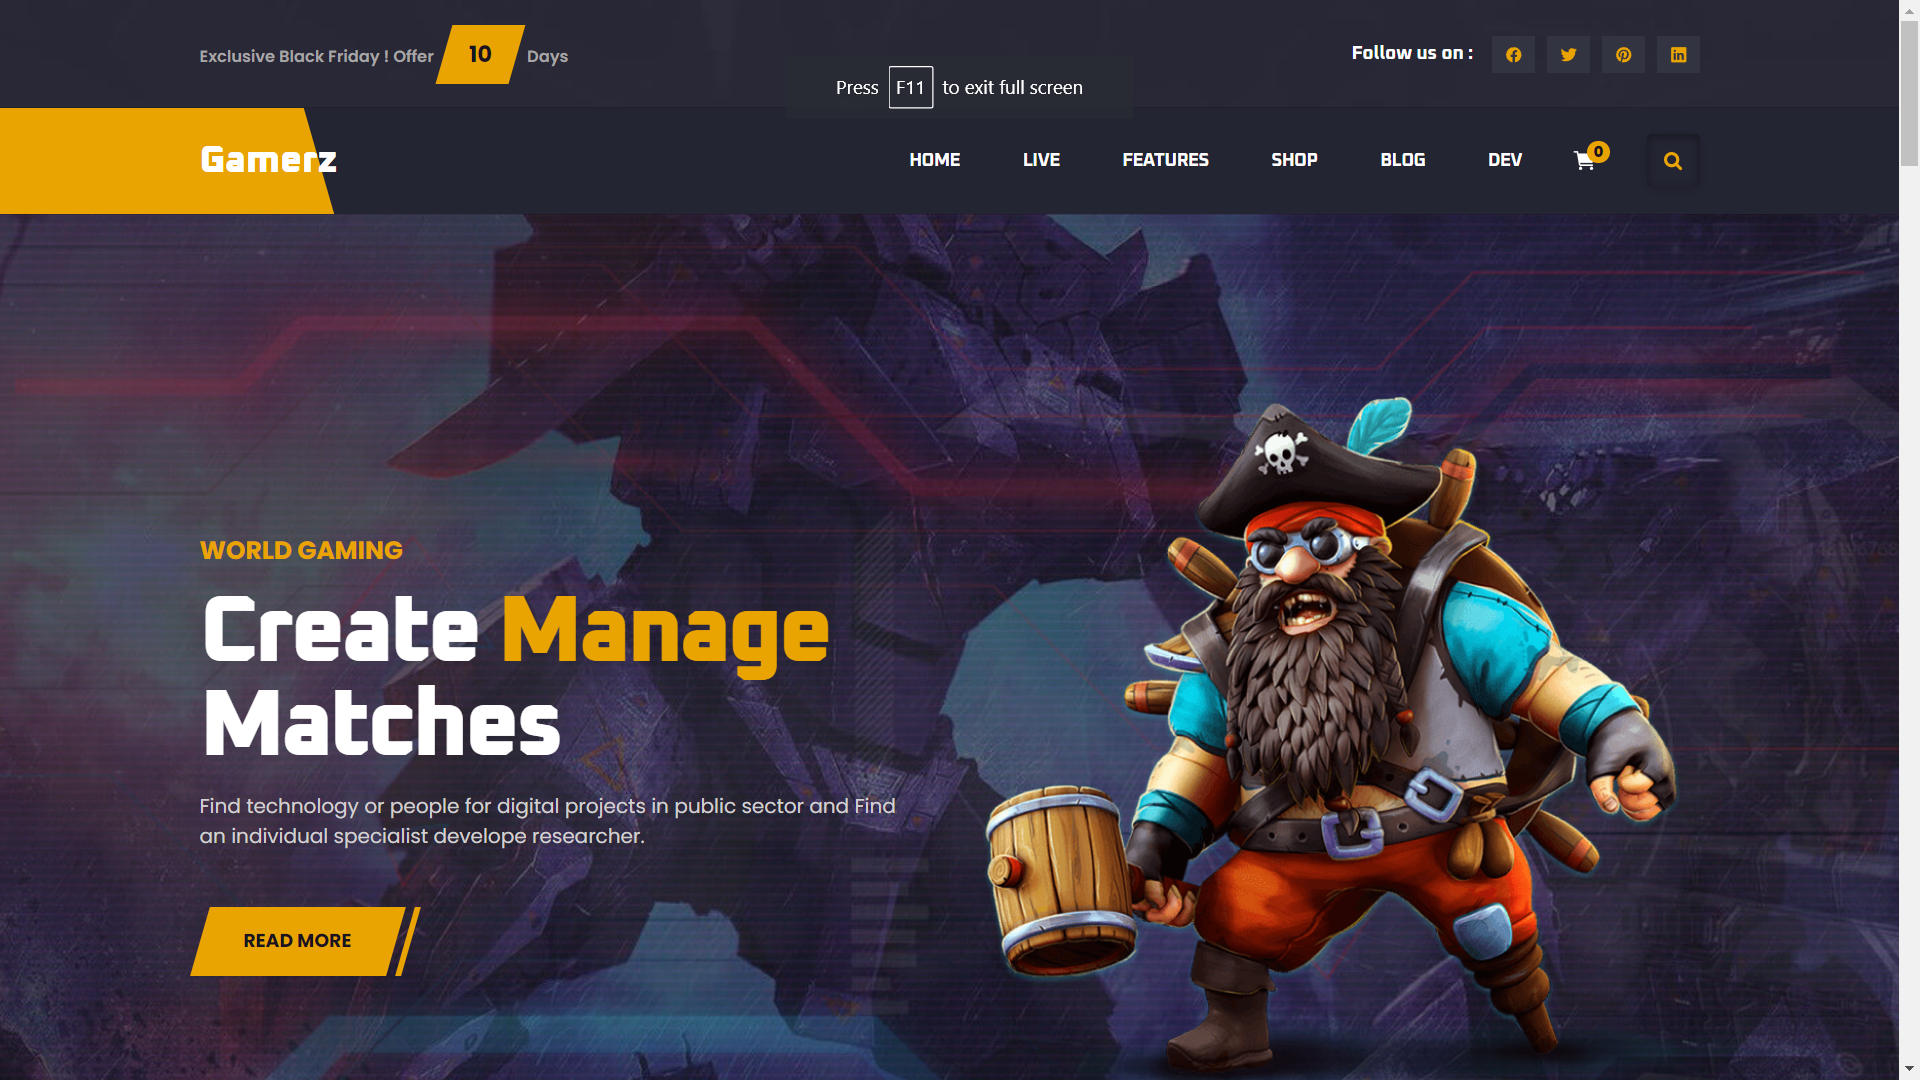 Exclusive Black Friday ! Offer 10 Days
Follow us on :
Press F11 to exit full screen
Gamerz
HOME LIVE FEATURES SHOP BLOG DEV 0
WORLD GAMING
Create Manage
Matches
Find technology or people for digital projects in public sector and Find
an individual specialist develope researcher.
READ MORE